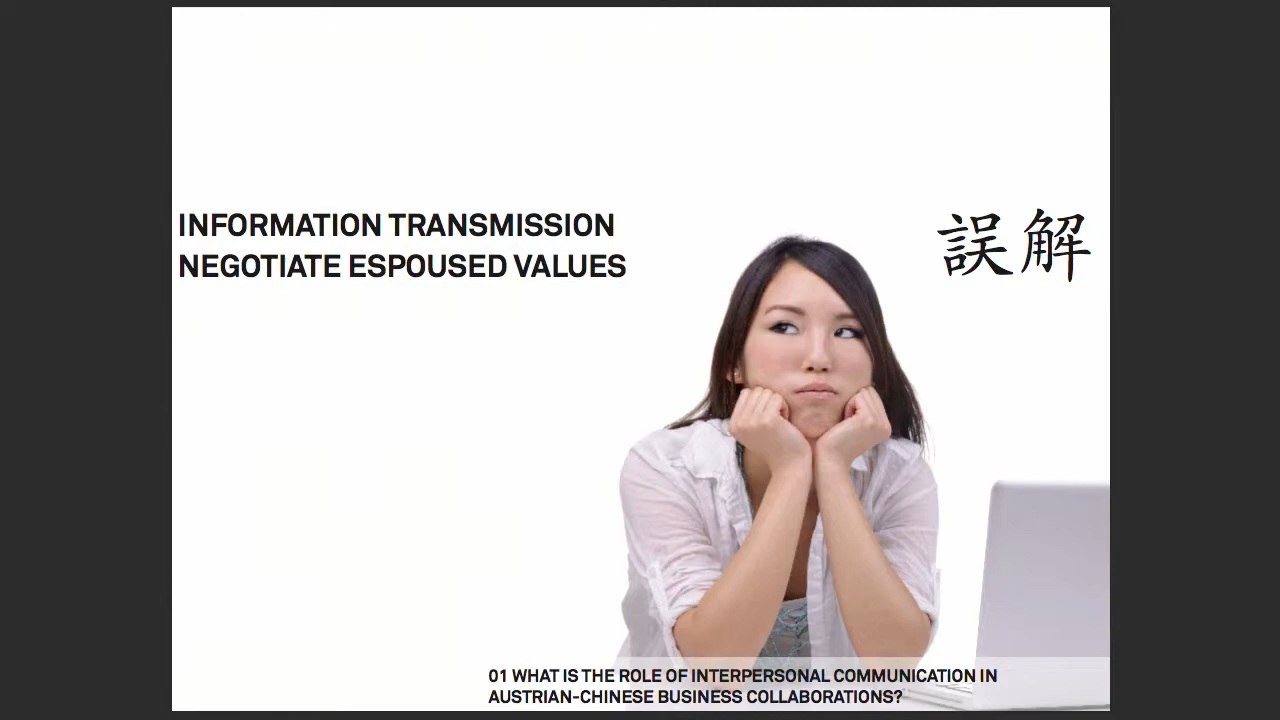 INFORMATION TRANSMISSION
NEGOTIATE ESPOUSED VALUES
誤解
01 WHAT IS THE ROLE OF INTERPERSONAL COMMUNICATION IN
AUSTRIAN-CHINESE BUSINESS COLLABORATIONS?